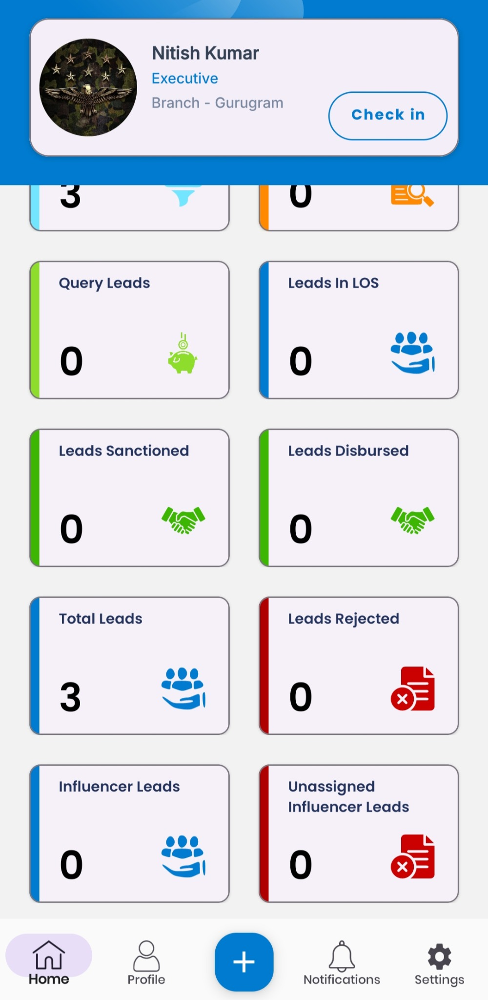 Nitish Kumar
Executive
Branch - Gurugram
Check in
3
0
Query Leads
0
Leads In LOS
0
Leads Sanctioned
0
Leads Disbursed
0
Total Leads
3
Leads Rejected
0
Influencer Leads
0
Unassigned
Influencer Leads
0
Home
Profile
Notifications
Settings